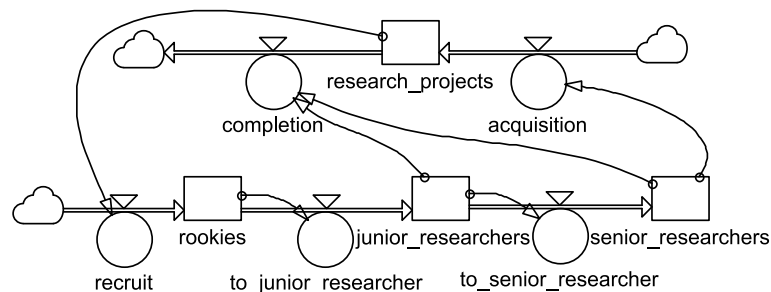 research_projects
completion
acquisition
rookies
junior_researchers
senior_researchers
recruit
to_junior_researcher
to_senior_researcher